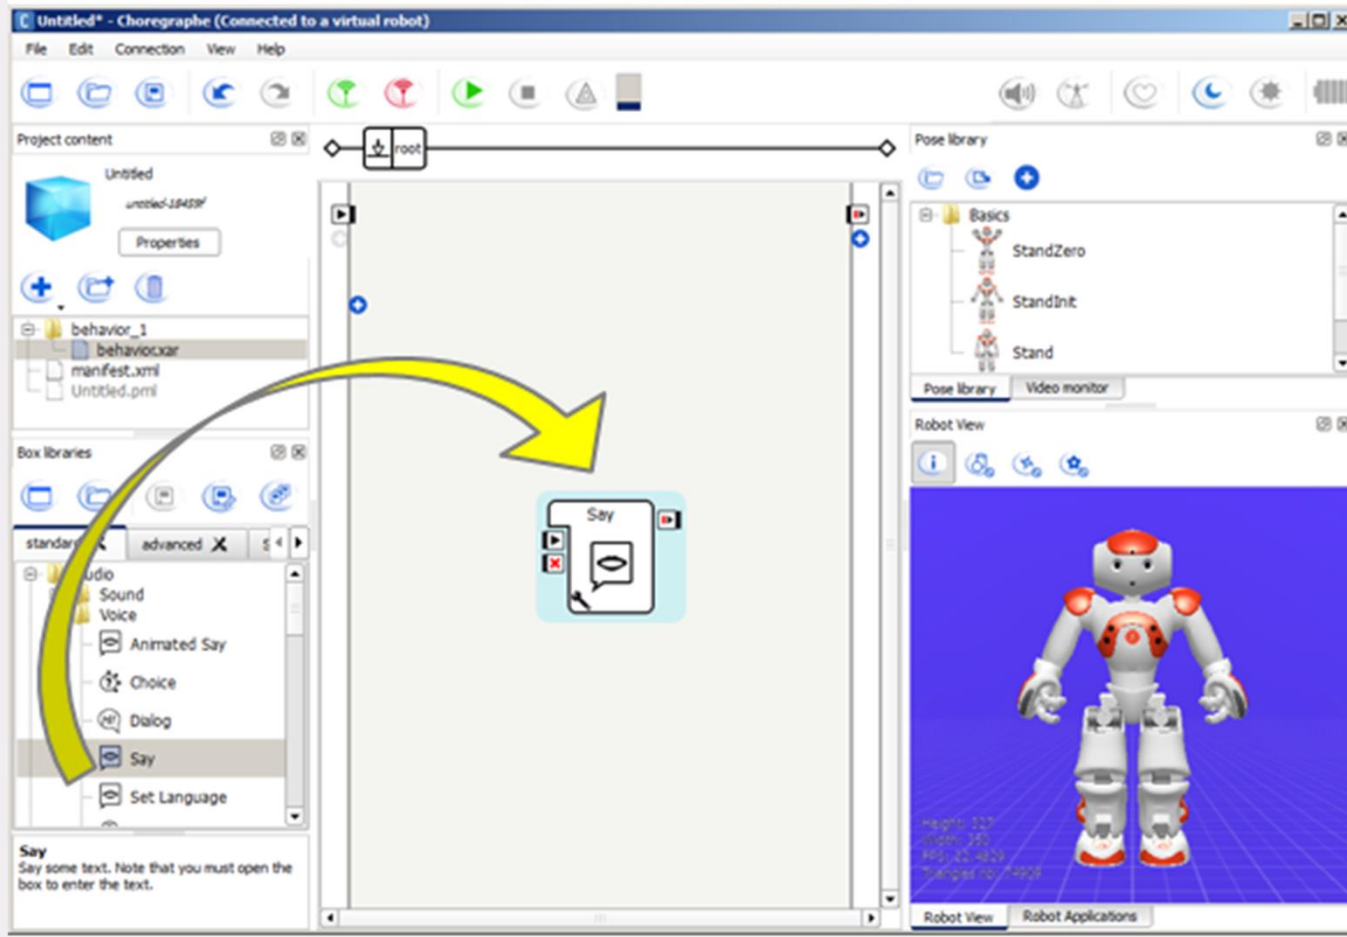 Untitled* - Choregraphe (Connected to a virtual robot)
File Edit Connection View Help
Project content
Untitled
Properties
behavior_1
behavior.xar
manifest.xml
Untitled.pml
Box libraries
standard advanced
Sound
Voice
Animated Say
Choice
Dialog
Say
Set Language
Say
Say some text. Note that you must open the
box to enter the text.
root
Say
Pose library
Basics
StandZero
StandInit
Stand
Pose library Video monitor
Robot View
Robot View Robot Applications